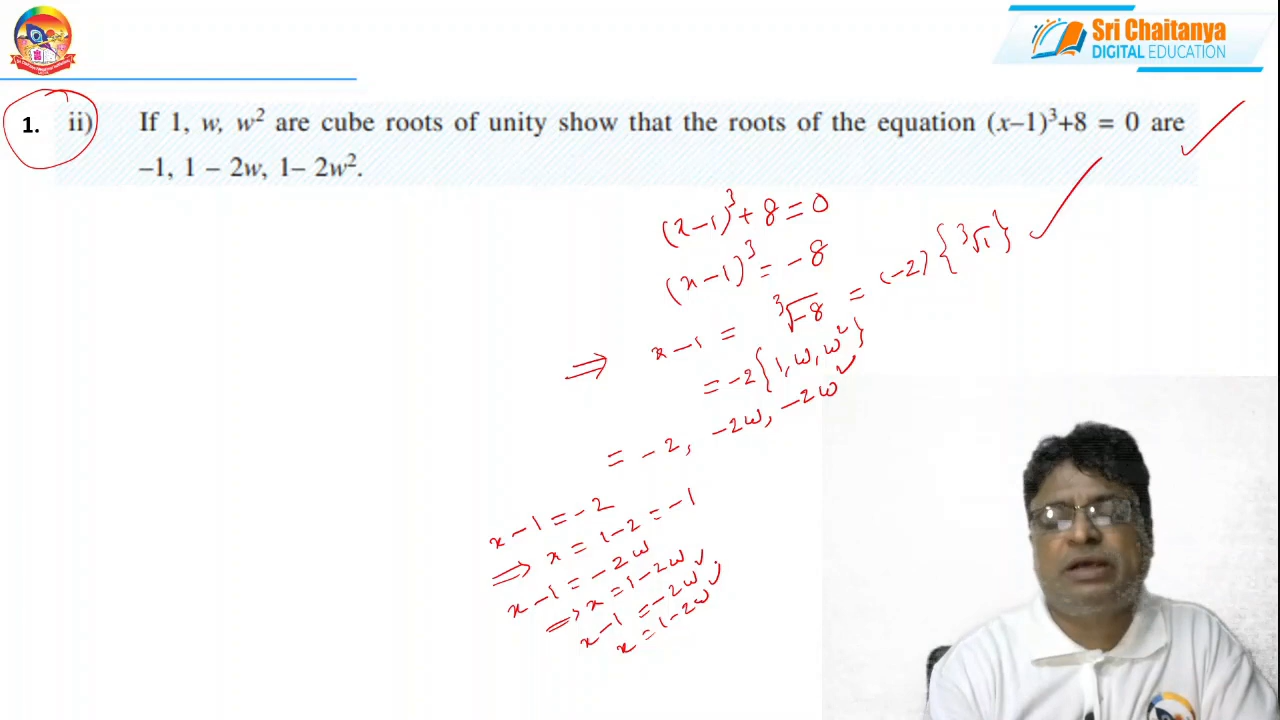 Sri Chaitanya
DIGITAL EDUCATION
1. ii) If 1, w, w² are cube roots of unity show that the roots of the equation (x–1)³+8 = 0 are
–1, 1 – 2w, 1– 2w².
(x-1)³ + 8 = 0
(x-1)³ = -8
⇒ x-1 = ∛-8 = (-2) {∛1}
= -2 {1, ω, ω²}
= -2, -2ω, -2ω²
x-1 = -2
⇒ x = 1-2 = -1
x-1 = -2ω
⇒ x = 1-2ω
x-1 = -2ω²
x = 1-2ω²